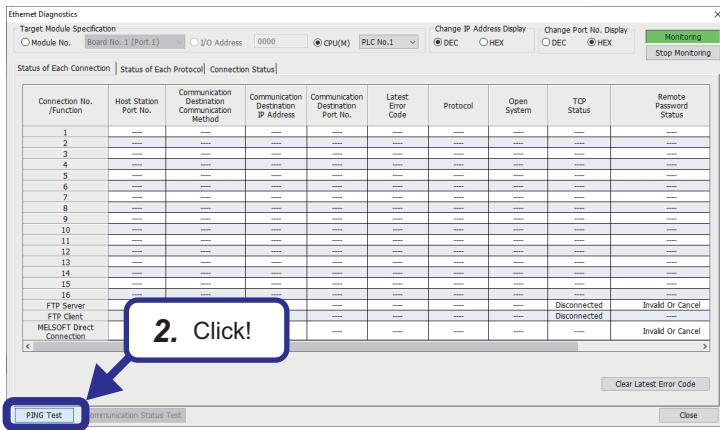 Ethernet Diagnostics
Target Module Specification
Module No. Board No. 1 (Port 1) I/O Address 0000 CPU(M) PLC No.1
Change IP Address Display
DEC HEX
Change Port No. Display
DEC HEX
Monitoring
Stop Monitoring
Status of Each Connection Status of Each Protocol Connection Status
Connection No. /Function Host Station Port No. Communication Destination Communication Method Communication Destination IP Address Communication Destination Port No. Latest Error Code Protocol Open System TCP Status Remote Password Status
1 ---- ---- ---- ---- ---- ---- ---- ---- ----
2 ---- ---- ---- ---- ---- ---- ---- ---- ----
3 ---- ---- ---- ---- ---- ---- ---- ---- ----
4 ---- ---- ---- ---- ---- ---- ---- ---- ----
5 ---- ---- ---- ---- ---- ---- ---- ---- ----
6 ---- ---- ---- ---- ---- ---- ---- ---- ----
7 ---- ---- ---- ---- ---- ---- ---- ---- ----
8 ---- ---- ---- ---- ---- ---- ---- ---- ----
9 ---- ---- ---- ---- ---- ---- ---- ---- ----
10 ---- ---- ---- ---- ---- ---- ---- ---- ----
11 ---- ---- ---- ---- ---- ---- ---- ---- ----
12 ---- ---- ---- ---- ---- ---- ---- ---- ----
13 ---- ---- ---- ---- ---- ---- ---- ---- ----
14 ---- ---- ---- ---- ---- ---- ---- ---- ----
15 ---- ---- ---- ---- ---- ---- ---- ---- ----
16 ---- ---- ---- ---- ---- ---- ---- ---- ----
FTP Server ---- ---- ---- ---- Disconnected Invalid Or Cancel
FTP Client ---- ---- ---- ---- Disconnected ----
MELSOFT Direct Connection ---- ---- ---- ---- ---- Invalid Or Cancel
2. Click!
Clear Latest Error Code
PING Test Communication Status Test Close